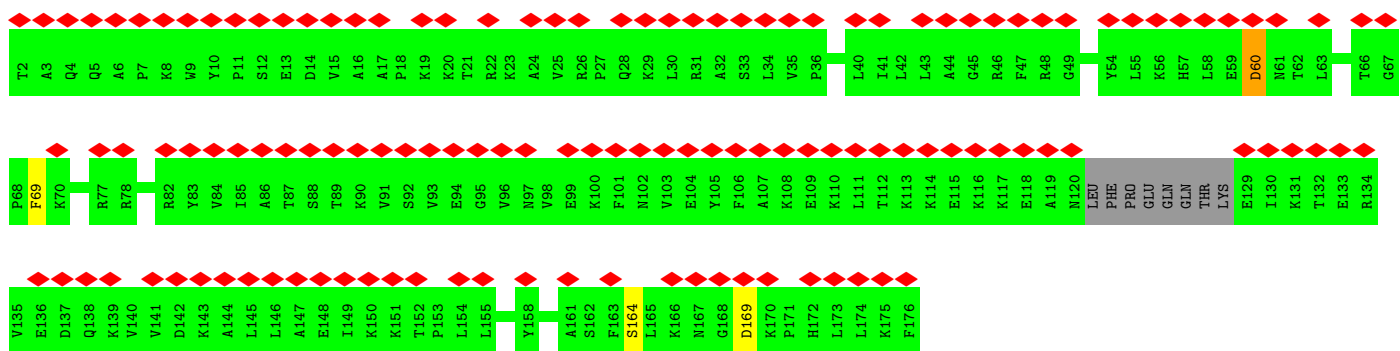 T2 A3 Q4 Q5 A6 P7 K8 W9 Y10 P11 S12 E13 D14 V15 A16 A17 P18 K19 K20 T21 R22 K23 A24 V25 R26 P27 Q28 K29 L30 R31 A32 S33 L34 V35 P36 L40 I41 L42 L43 A44 G45 R46 F47 R48 G49 Y54 L55 K56 H57 L58 E59 D60 N61 T62 L63 T66 G67
P68 F69 K70 R77 R78 R82 Y83 V84 I85 A86 T87 S88 T89 K90 V91 S92 V93 E94 G95 V96 N97 V98 E99 K100 F101 N102 V103 E104 Y105 F106 A107 K108 E109 K110 L111 T112 K113 K114 E115 K116 K117 E118 A119 N120 LEU PHE PRO GLU GLN GLN THR LYS E129 I130 K131 T132 E133 R134
V135 E136 D137 Q138 K139 V140 V141 D142 K143 A144 L145 L146 A147 E148 I149 K150 K151 T152 P153 L154 L155 Y158 A161 S162 F163 S164 L165 K166 N167 G168 D169 K170 P171 H172 L173 L174 K175 F176